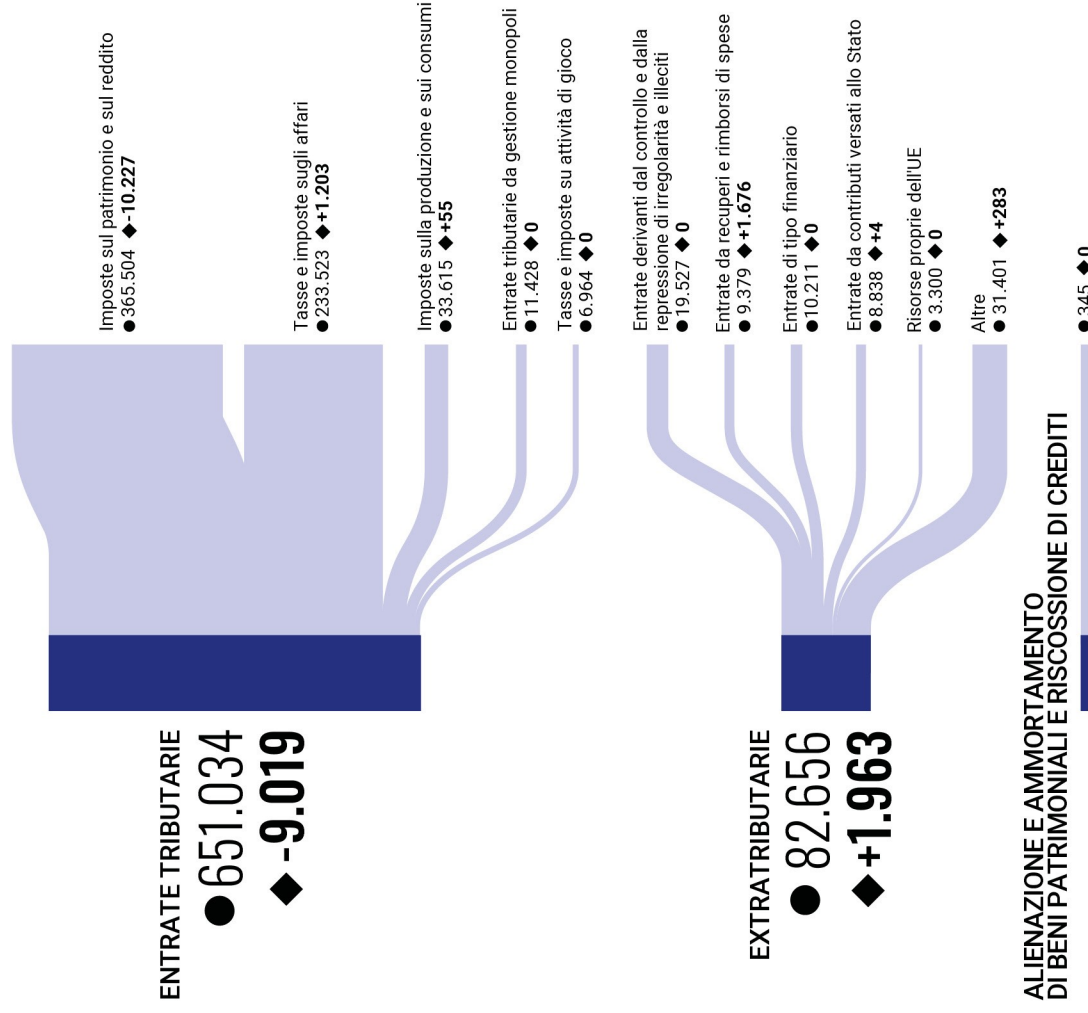 ENTRATE TRIBUTARIE
●651.034
◆-9.019
Imposte sul patrimonio e sul reddito
●365.504 ◆-10.227
Tasse e imposte sugli affari
●233.523 ◆+1.203
Imposte sulla produzione e sui consumi
●33.615 ◆+55
Entrate tributarie da gestione monopoli
●11.428 ◆0
Tasse e imposte su attività di gioco
●6.964 ◆0
EXTRATRIBUTARIE
● 82.656
◆+1.963
Entrate derivanti dal controllo e dalla
repressione di irregolarità e illeciti
●19.527 ◆0
Entrate da recuperi e rimborsi di spese
● 9.379 ◆+1.676
Entrate di tipo finanziario
●10.211 ◆0
Entrate da contributi versati allo Stato
●8.838 ◆+4
Risorse proprie dell'UE
● 3.300 ◆0
Altre
● 31.401 ◆+283
ALIENAZIONE E AMMORTAMENTO
DI BENI PATRIMONIALI E RISCOSSIONE DI CREDITI
●345 ◆0